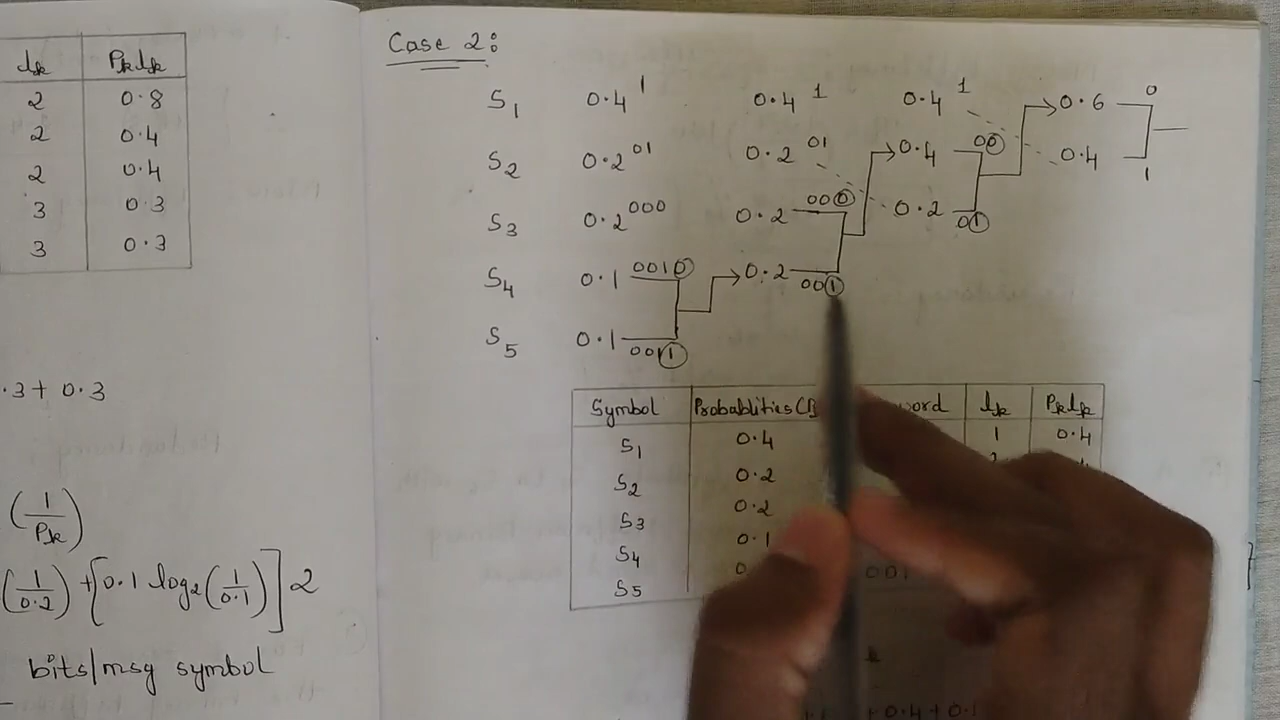 lk Pklk
2 0.8
2 0.4
2 0.4
3 0.3
3 0.3
.3 + 0.3
(1/Pk)
(1/0.2) + [0.1 log2 (1/0.1)] 2
bits/msg symbol
Case 2:
S1 0.4 1 0.4 1 0.4 1 0.6 0
S2 0.2 01 0.2 01 0.4 00 0.4 1
S3 0.2 000 0.2 000 0.2 01
S4 0.1 0010 0.2 001
S5 0.1 0011
Symbol Probablities lk Pklk
S1 0.4 1 0.4
S2 0.2
S3 0.2
S4 0.1
S5 001
+ 0.4 + 0.1